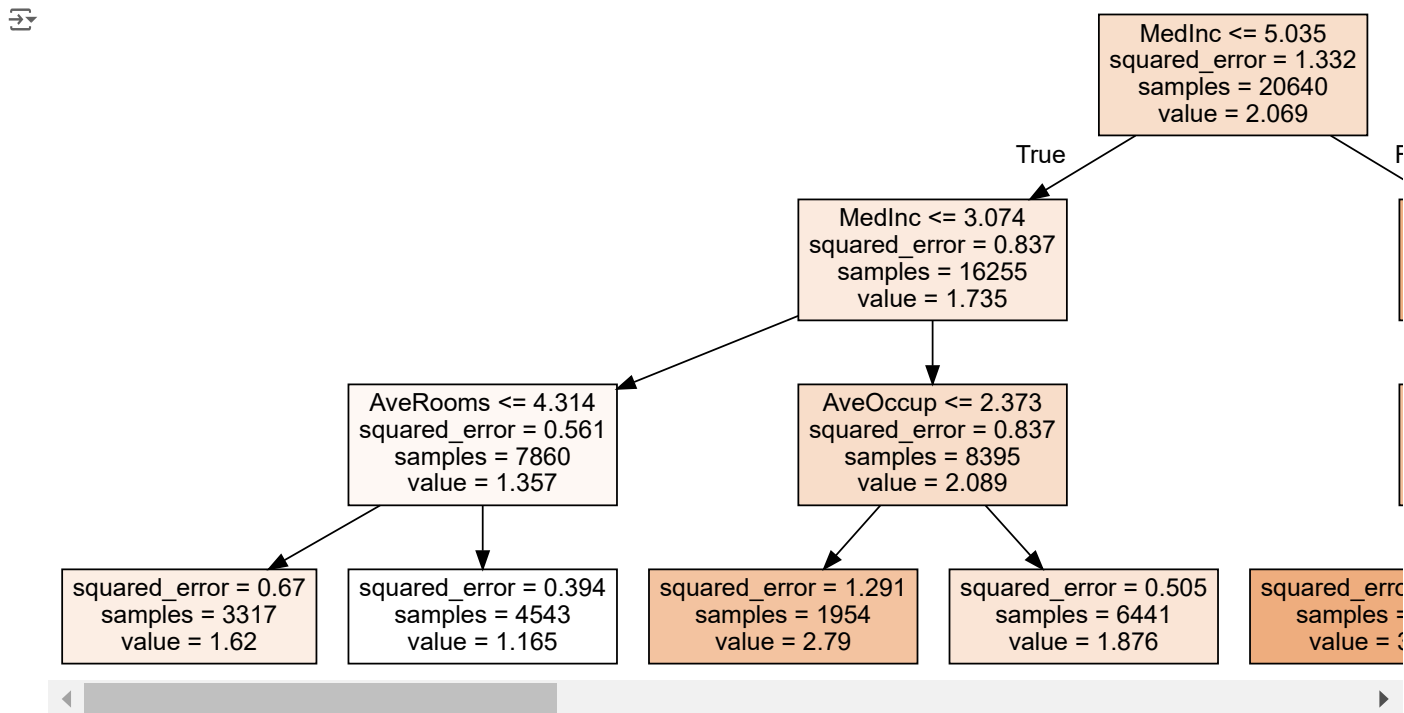 MedInc <= 5.035
squared_error = 1.332
samples = 20640
value = 2.069
True
MedInc <= 3.074
squared_error = 0.837
samples = 16255
value = 1.735
AveRooms <= 4.314
squared_error = 0.561
samples = 7860
value = 1.357
AveOccup <= 2.373
squared_error = 0.837
samples = 8395
value = 2.089
squared_error = 0.67
samples = 3317
value = 1.62
squared_error = 0.394
samples = 4543
value = 1.165
squared_error = 1.291
samples = 1954
value = 2.79
squared_error = 0.505
samples = 6441
value = 1.876
samples =
value =